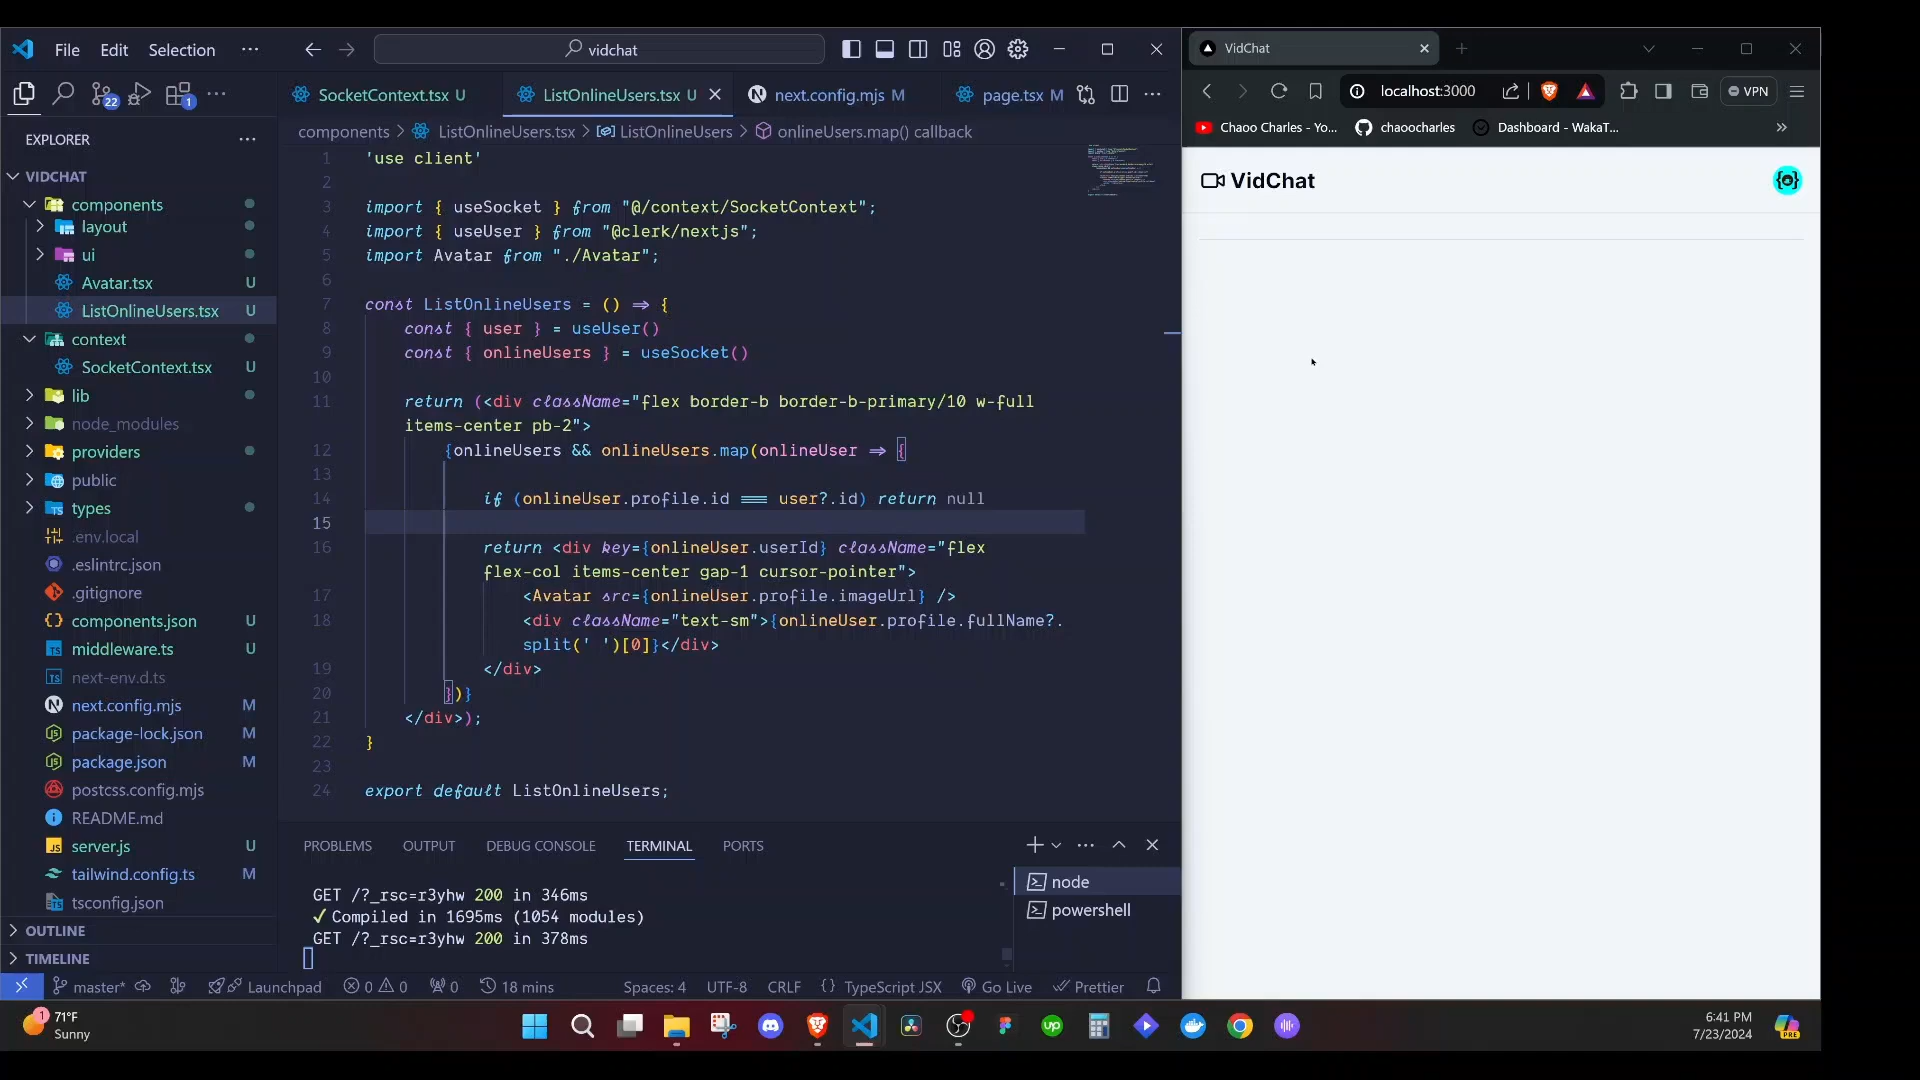 File Edit Selection ...
vidchat
22
1
EXPLORER
VIDCHAT
components
layout
ui
Avatar.tsx U
ListOnlineUsers.tsx U
context
SocketContext.tsx U
lib
node_modules
providers
public
types
.env.local
.eslintrc.json
.gitignore
components.json U
middleware.ts U
next-env.d.ts
next.config.mjs M
package-lock.json M
package.json M
postcss.config.mjs
README.md
server.js U
tailwind.config.ts M
tsconfig.json
OUTLINE
TIMELINE
SocketContext.tsx U ListOnlineUsers.tsx U next.config.mjs M page.tsx M
components > ListOnlineUsers.tsx > ListOnlineUsers > onlineUsers.map() callback
1 'use client'
2
3 import { useSocket } from "@/context/SocketContext";
4 import { useUser } from "@clerk/nextjs";
5 import Avatar from "./Avatar";
6
7 const ListOnlineUsers = () => {
8 const { user } = useUser()
9 const { onlineUsers } = useSocket()
10
11 return (<div className="flex border-b border-b-primary/10 w-full
items-center pb-2">
12 {onlineUsers && onlineUsers.map(onlineUser => {
13
14 if (onlineUser.profile.id === user?.id) return null
15
16 return <div key={onlineUser.userId} className="flex
flex-col items-center gap-1 cursor-pointer">
17 <Avatar src={onlineUser.profile.imageUrl} />
18 <div className="text-sm">{onlineUser.profile.fullName?.
split(' ')[0]}</div>
19 </div>
20 })}
21 </div>);
22 }
23
24 export default ListOnlineUsers;
PROBLEMS OUTPUT DEBUG CONSOLE TERMINAL PORTS
GET /?_rsc=r3yhw 200 in 346ms
✓ Compiled in 1695ms (1054 modules)
GET /?_rsc=r3yhw 200 in 378ms
node
powershell
master* Launchpad 0 0 0 18 mins Spaces: 4 UTF-8 CRLF {} TypeScript JSX Go Live Prettier
VidChat
localhost:3000
VPN
Chaoo Charles - Yo... chaoocharles Dashboard - WakaT...
VidChat
1
71°F
Sunny
up
6:41 PM
7/23/2024
PRE